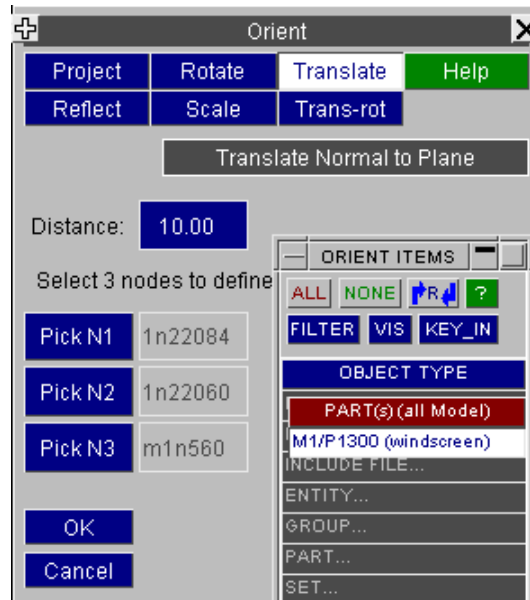 Orient
Project Rotate Translate Help
Reflect Scale Trans-rot
Translate Normal to Plane
Distance: 10.00
ORIENT ITEMS
Select 3 nodes to define
ALL NONE R ?
FILTER VIS KEY_IN
Pick N1 1n22084
OBJECT TYPE
Pick N2 1n22060
PART(s) (all Model)
M1/P1300 (windscreen)
Pick N3 m1n560
INCLUDE FILE...
ENTITY...
GROUP...
OK
PART...
Cancel
SET...